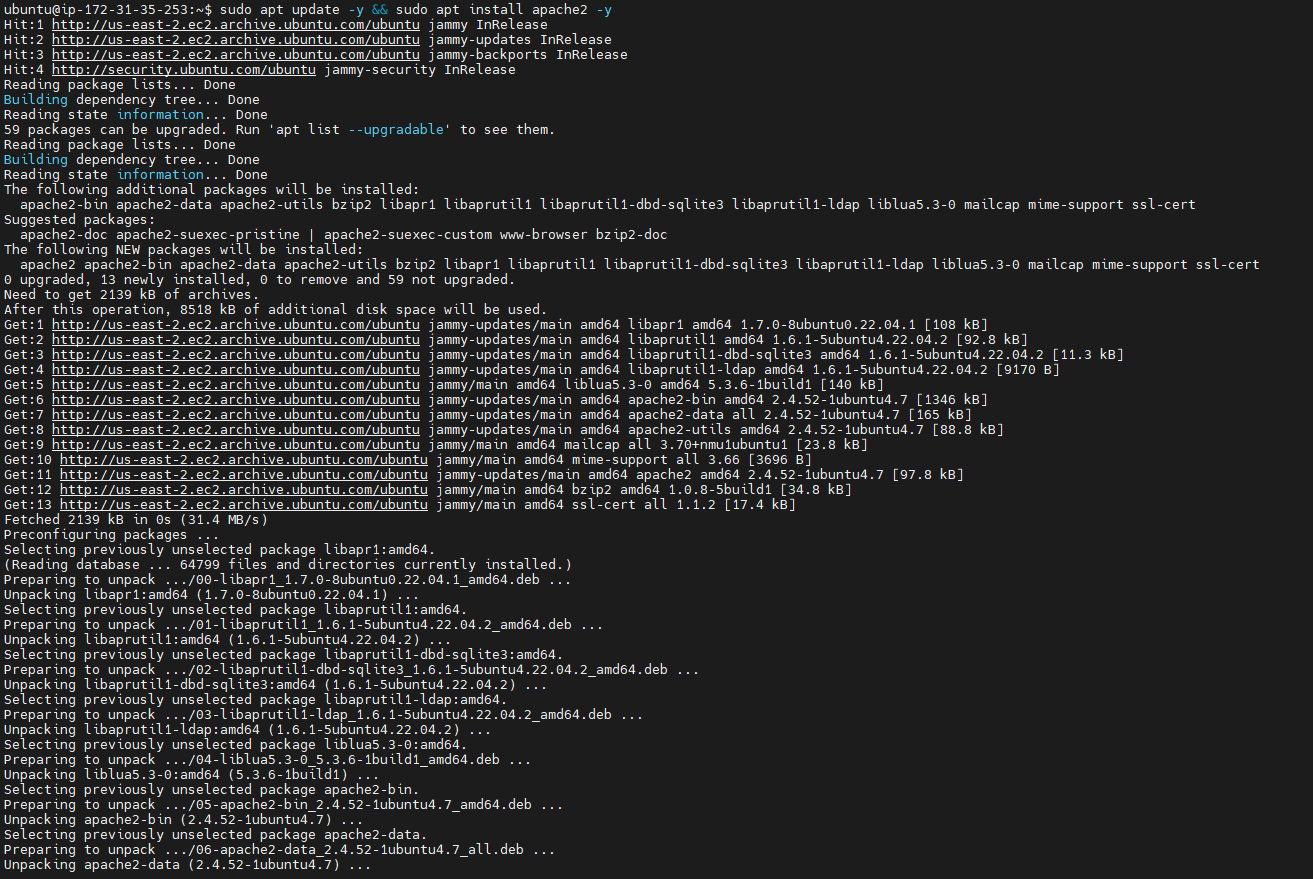 ubuntu@ip-172-31-35-253:~$ sudo apt update -y && sudo apt install apache2 -y
Hit:1 http://us-east-2.ec2.archive.ubuntu.com/ubuntu jammy InRelease
Hit:2 http://us-east-2.ec2.archive.ubuntu.com/ubuntu jammy-updates InRelease
Hit:3 http://us-east-2.ec2.archive.ubuntu.com/ubuntu jammy-backports InRelease
Hit:4 http://security.ubuntu.com/ubuntu jammy-security InRelease
Reading package lists... Done
Building dependency tree... Done
Reading state information... Done
59 packages can be upgraded. Run 'apt list --upgradable' to see them.
Reading package lists... Done
Building dependency tree... Done
Reading state information... Done
The following additional packages will be installed:
  apache2-bin apache2-data apache2-utils bzip2 libapr1 libaprutil1 libaprutil1-dbd-sqlite3 libaprutil1-ldap liblua5.3-0 mailcap mime-support ssl-cert
Suggested packages:
  apache2-doc apache2-suexec-pristine | apache2-suexec-custom www-browser bzip2-doc
The following NEW packages will be installed:
  apache2 apache2-bin apache2-data apache2-utils bzip2 libapr1 libaprutil1 libaprutil1-dbd-sqlite3 libaprutil1-ldap liblua5.3-0 mailcap mime-support ssl-cert
0 upgraded, 13 newly installed, 0 to remove and 59 not upgraded.
Need to get 2139 kB of archives.
After this operation, 8518 kB of additional disk space will be used.
Get:1 http://us-east-2.ec2.archive.ubuntu.com/ubuntu jammy-updates/main amd64 libapr1 amd64 1.7.0-8ubuntu0.22.04.1 [108 kB]
Get:2 http://us-east-2.ec2.archive.ubuntu.com/ubuntu jammy-updates/main amd64 libaprutil1 amd64 1.6.1-5ubuntu4.22.04.2 [92.8 kB]
Get:3 http://us-east-2.ec2.archive.ubuntu.com/ubuntu jammy-updates/main amd64 libaprutil1-dbd-sqlite3 amd64 1.6.1-5ubuntu4.22.04.2 [11.3 kB]
Get:4 http://us-east-2.ec2.archive.ubuntu.com/ubuntu jammy-updates/main amd64 libaprutil1-ldap amd64 1.6.1-5ubuntu4.22.04.2 [9170 B]
Get:5 http://us-east-2.ec2.archive.ubuntu.com/ubuntu jammy/main amd64 liblua5.3-0 amd64 5.3.6-1build1 [140 kB]
Get:6 http://us-east-2.ec2.archive.ubuntu.com/ubuntu jammy-updates/main amd64 apache2-bin amd64 2.4.52-1ubuntu4.7 [1346 kB]
Get:7 http://us-east-2.ec2.archive.ubuntu.com/ubuntu jammy-updates/main amd64 apache2-data all 2.4.52-1ubuntu4.7 [165 kB]
Get:8 http://us-east-2.ec2.archive.ubuntu.com/ubuntu jammy-updates/main amd64 apache2-utils amd64 2.4.52-1ubuntu4.7 [88.8 kB]
Get:9 http://us-east-2.ec2.archive.ubuntu.com/ubuntu jammy/main amd64 mailcap all 3.70+nmu1ubuntu1 [23.8 kB]
Get:10 http://us-east-2.ec2.archive.ubuntu.com/ubuntu jammy/main amd64 mime-support all 3.66 [3696 B]
Get:11 http://us-east-2.ec2.archive.ubuntu.com/ubuntu jammy-updates/main amd64 apache2 amd64 2.4.52-1ubuntu4.7 [97.8 kB]
Get:12 http://us-east-2.ec2.archive.ubuntu.com/ubuntu jammy/main amd64 bzip2 amd64 1.0.8-5build1 [34.8 kB]
Get:13 http://us-east-2.ec2.archive.ubuntu.com/ubuntu jammy/main amd64 ssl-cert all 1.1.2 [17.4 kB]
Fetched 2139 kB in 0s (31.4 MB/s)
Preconfiguring packages ...
Selecting previously unselected package libapr1:amd64.
(Reading database ... 64799 files and directories currently installed.)
Preparing to unpack .../00-libapr1_1.7.0-8ubuntu0.22.04.1_amd64.deb ...
Unpacking libapr1:amd64 (1.7.0-8ubuntu0.22.04.1) ...
Selecting previously unselected package libaprutil1:amd64.
Preparing to unpack .../01-libaprutil1_1.6.1-5ubuntu4.22.04.2_amd64.deb ...
Unpacking libaprutil1:amd64 (1.6.1-5ubuntu4.22.04.2) ...
Selecting previously unselected package libaprutil1-dbd-sqlite3:amd64.
Preparing to unpack .../02-libaprutil1-dbd-sqlite3_1.6.1-5ubuntu4.22.04.2_amd64.deb ...
Unpacking libaprutil1-dbd-sqlite3:amd64 (1.6.1-5ubuntu4.22.04.2) ...
Selecting previously unselected package libaprutil1-ldap:amd64.
Preparing to unpack .../03-libaprutil1-ldap_1.6.1-5ubuntu4.22.04.2_amd64.deb ...
Unpacking libaprutil1-ldap:amd64 (1.6.1-5ubuntu4.22.04.2) ...
Selecting previously unselected package liblua5.3-0:amd64.
Preparing to unpack .../04-liblua5.3-0_5.3.6-1build1_amd64.deb ...
Unpacking liblua5.3-0:amd64 (5.3.6-1build1) ...
Selecting previously unselected package apache2-bin.
Preparing to unpack .../05-apache2-bin_2.4.52-1ubuntu4.7_amd64.deb ...
Unpacking apache2-bin (2.4.52-1ubuntu4.7) ...
Selecting previously unselected package apache2-data.
Preparing to unpack .../06-apache2-data_2.4.52-1ubuntu4.7_all.deb ...
Unpacking apache2-data (2.4.52-1ubuntu4.7) ...